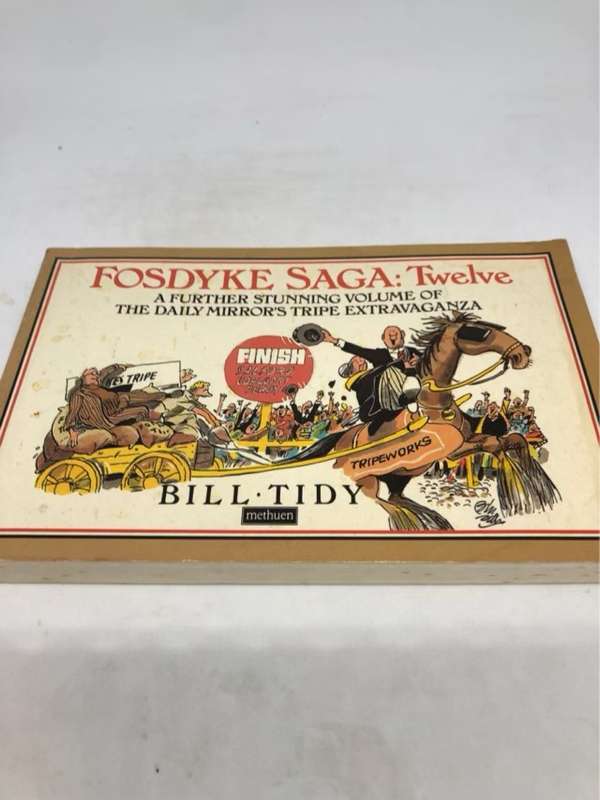 FOSDYKE SAGA: Twelve
A FURTHER STUNNING VOLUME OF
THE DAILY MIRROR'S TRIPE EXTRAVAGANZA
FINISH
TRIPE
TRIPEWORKS
BILL·TIDY
methuen